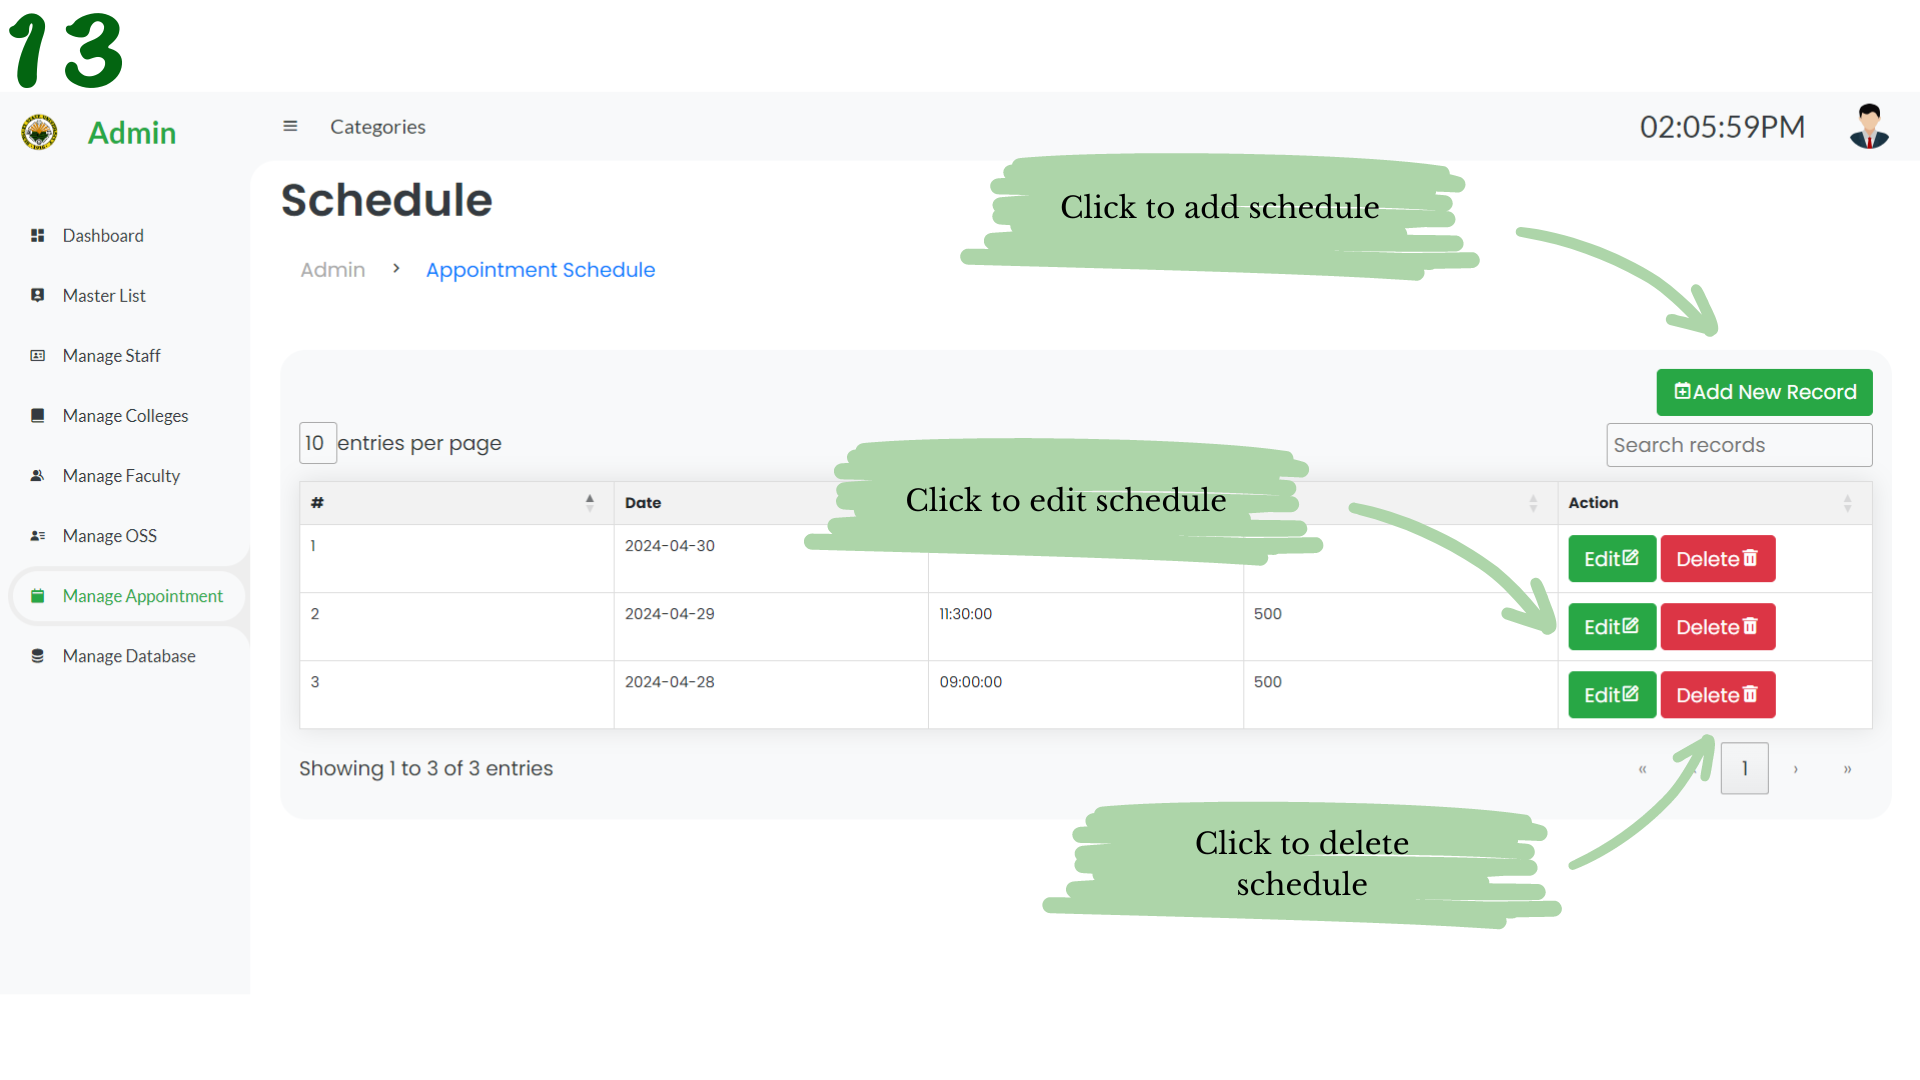 13
Admin
Categories
02:05:59PM
Schedule
Click to add schedule
Dashboard
Admin > Appointment Schedule
Master List
Manage Staff
Manage Colleges
Manage Faculty
Manage OSS
Manage Appointment
Manage Database
Add New Record
10 entries per page
Search records
Click to edit schedule
# Date Action
1 2024-04-30 Edit Delete
2 2024-04-29 11:30:00 500 Edit Delete
3 2024-04-28 09:00:00 500 Edit Delete
Showing 1 to 3 of 3 entries
« 1 › »
Click to delete
schedule